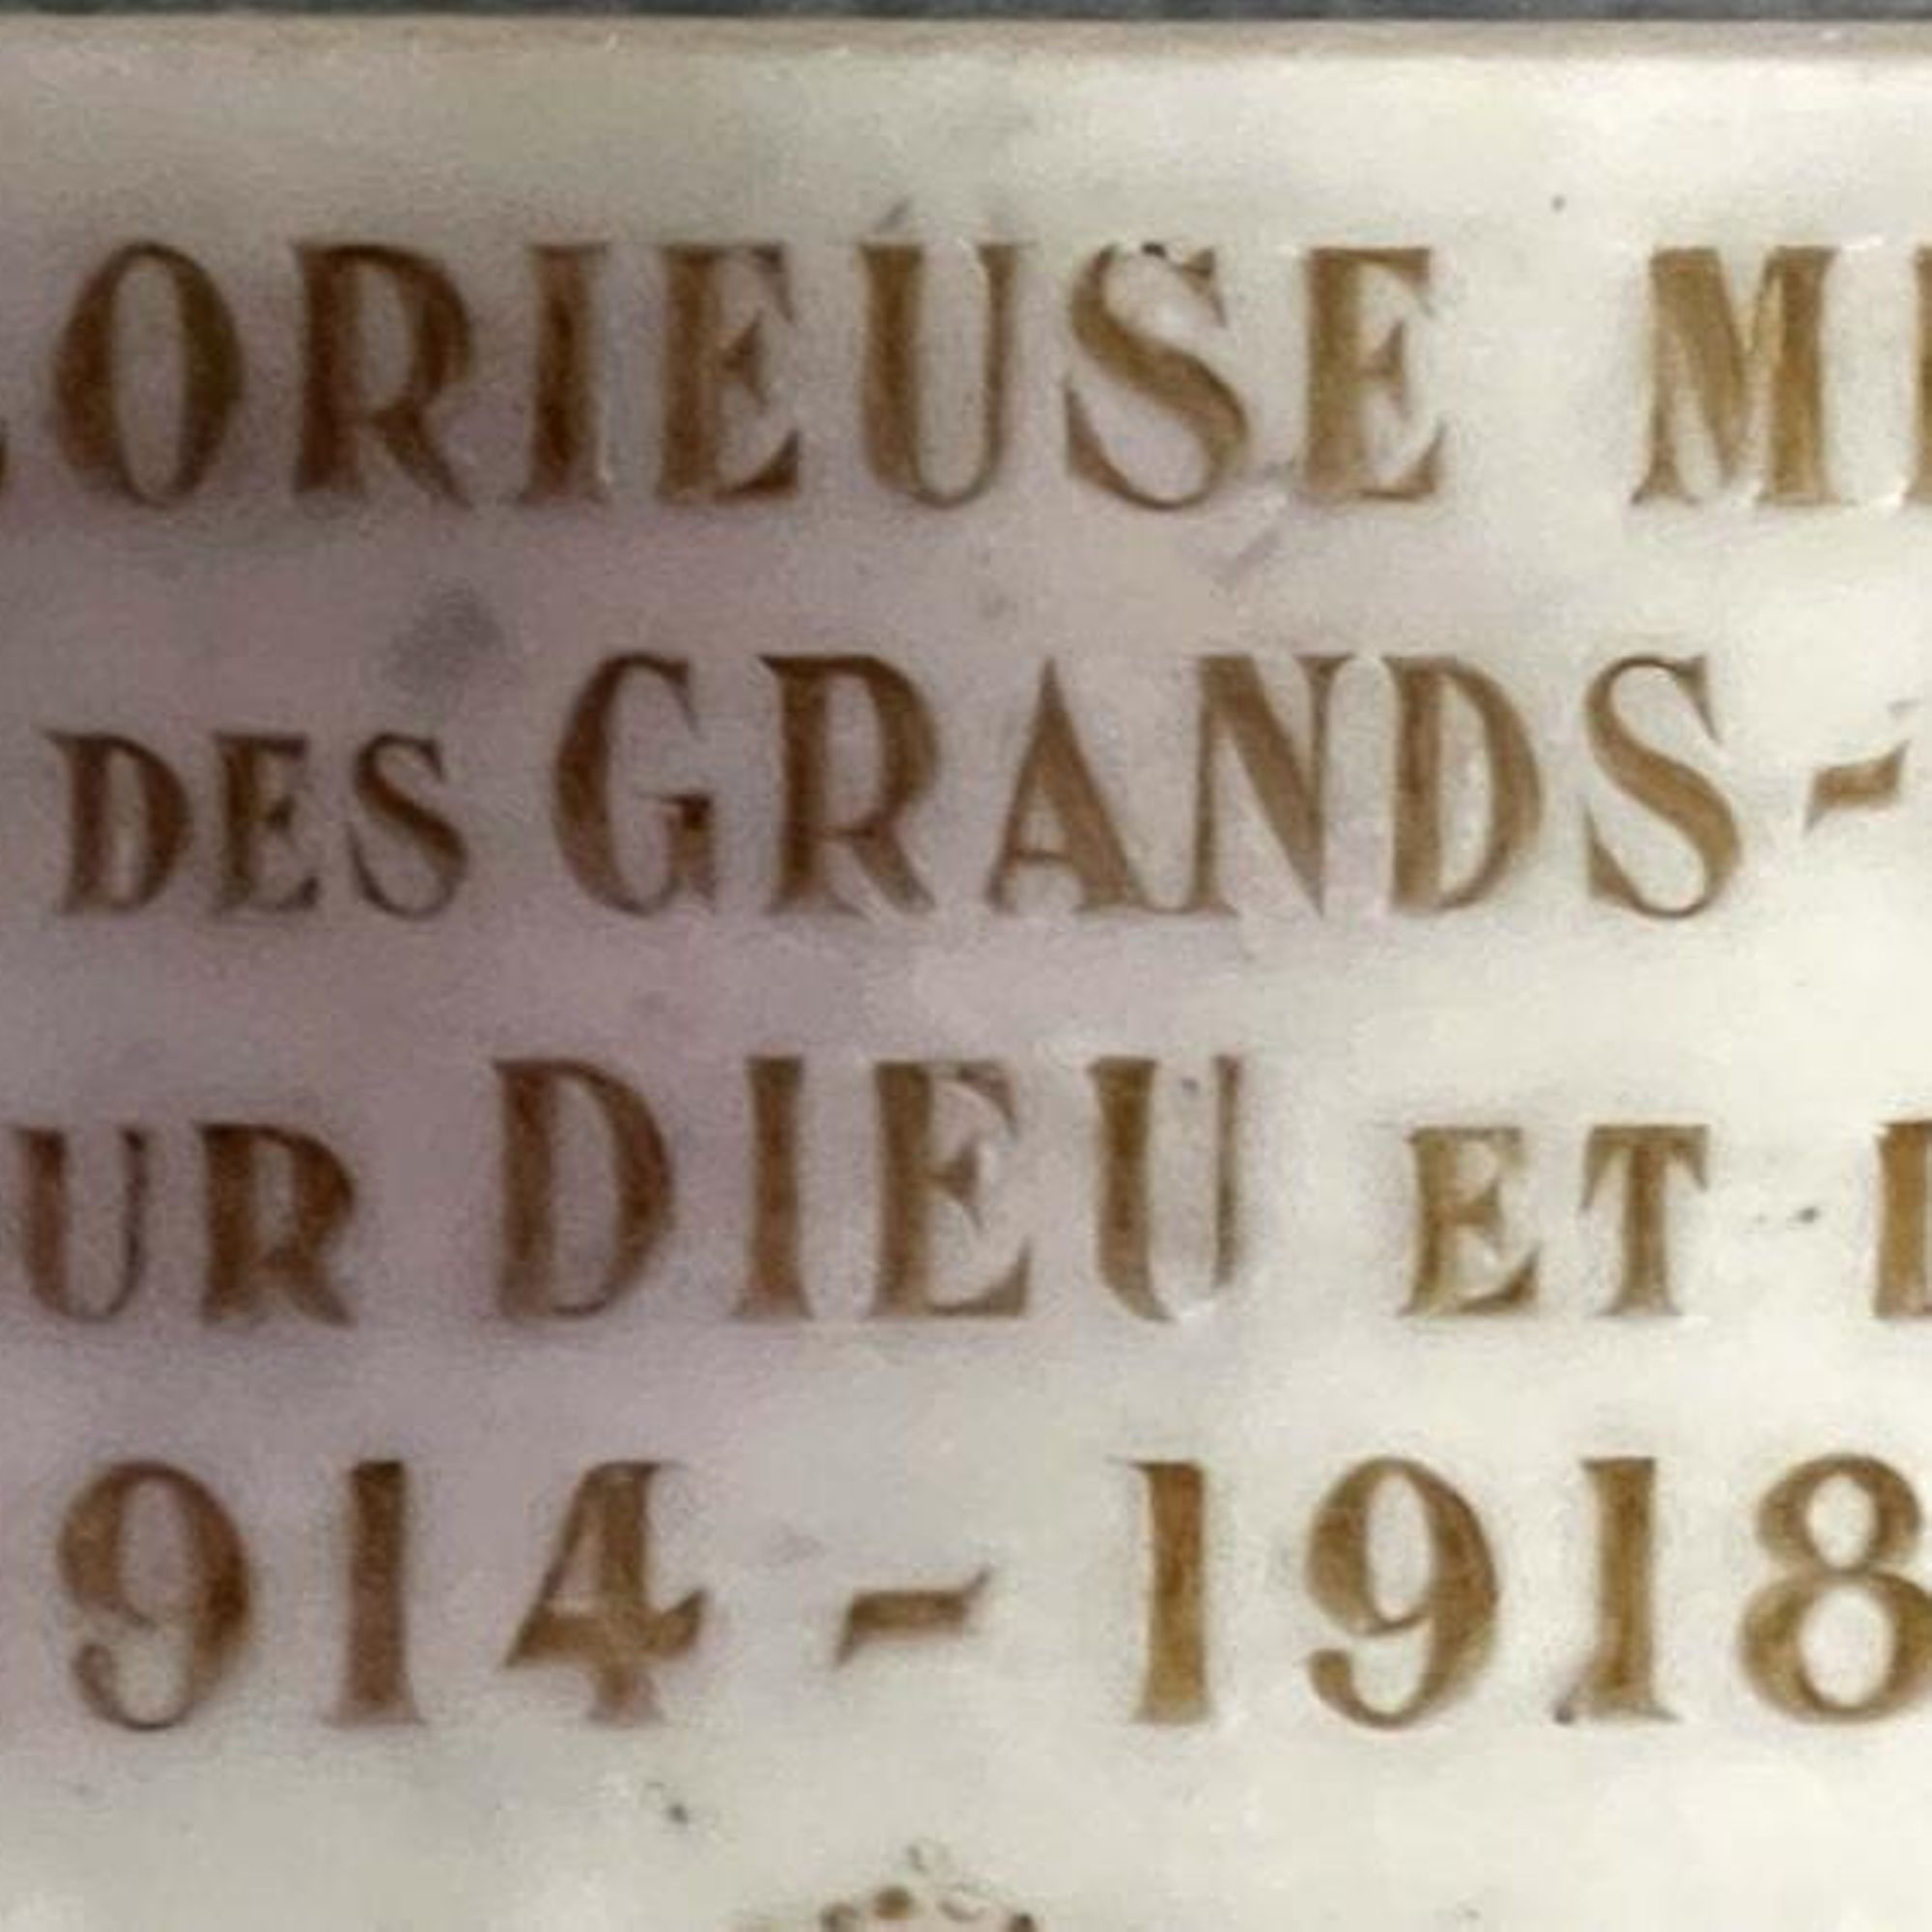 LORIEUSE M
DES GRANDS-
UR DIEU ET
914 - 1918